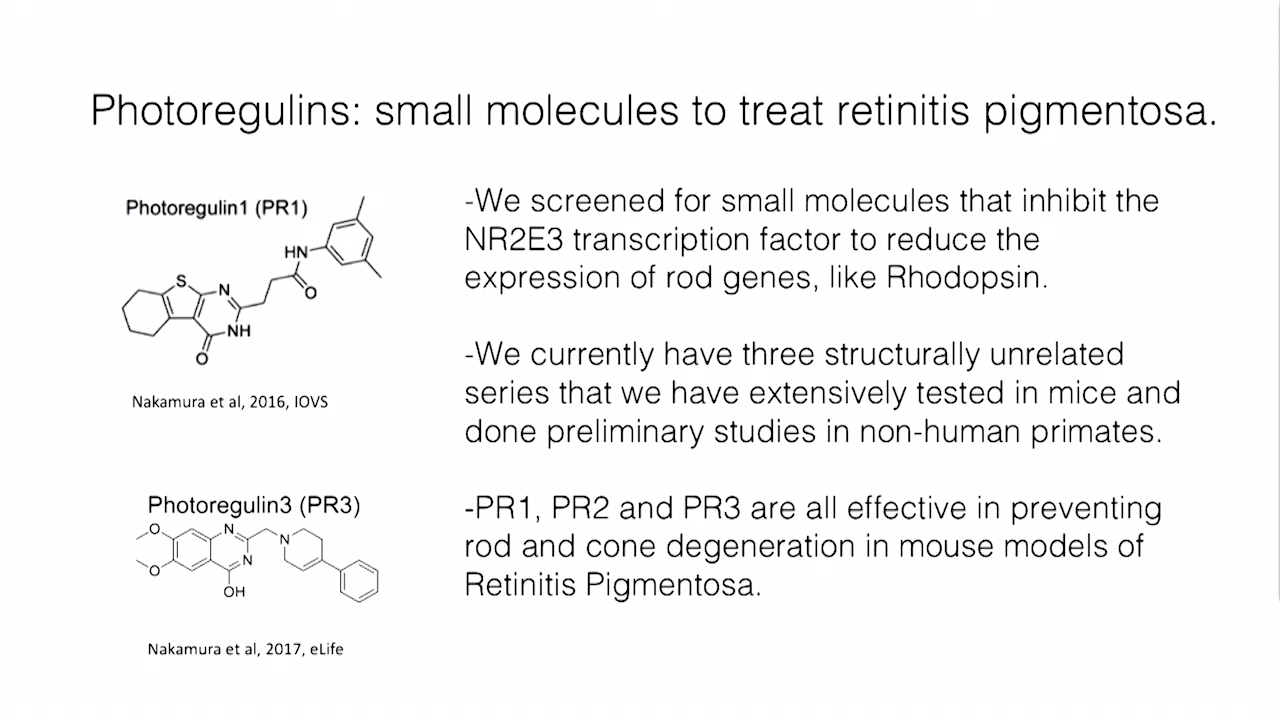 Photoregulins: small molecules to treat retinitis pigmentosa.
Photoregulin1 (PR1)
HN
O
S
N
NH
O
Nakamura et al, 2016, IOVS
Photoregulin3 (PR3)
O
N
N
N
O
OH
Nakamura et al, 2017, eLife
-We screened for small molecules that inhibit the
NR2E3 transcription factor to reduce the
expression of rod genes, like Rhodopsin.
-We currently have three structurally unrelated
series that we have extensively tested in mice and
done preliminary studies in non-human primates.
-PR1, PR2 and PR3 are all effective in preventing
rod and cone degeneration in mouse models of
Retinitis Pigmentosa.